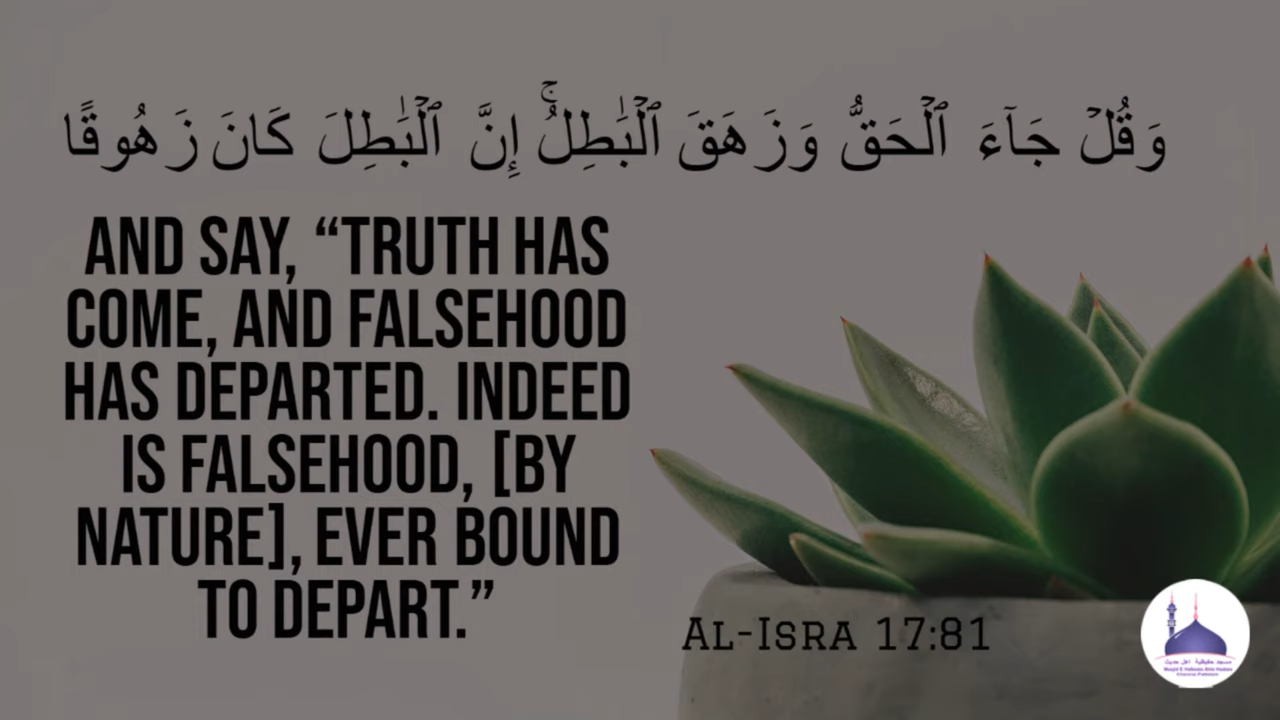 وَقُلْ جَآءَ ٱلْحَقُّ وَزَهَقَ ٱلْبَٰطِلُ ۚ إِنَّ ٱلْبَٰطِلَ كَانَ زَهُوقًا
AND SAY, “TRUTH HAS
COME, AND FALSEHOOD
HAS DEPARTED. INDEED
IS FALSEHOOD, [BY
NATURE], EVER BOUND
TO DEPART.”
AL-ISRA 17:81